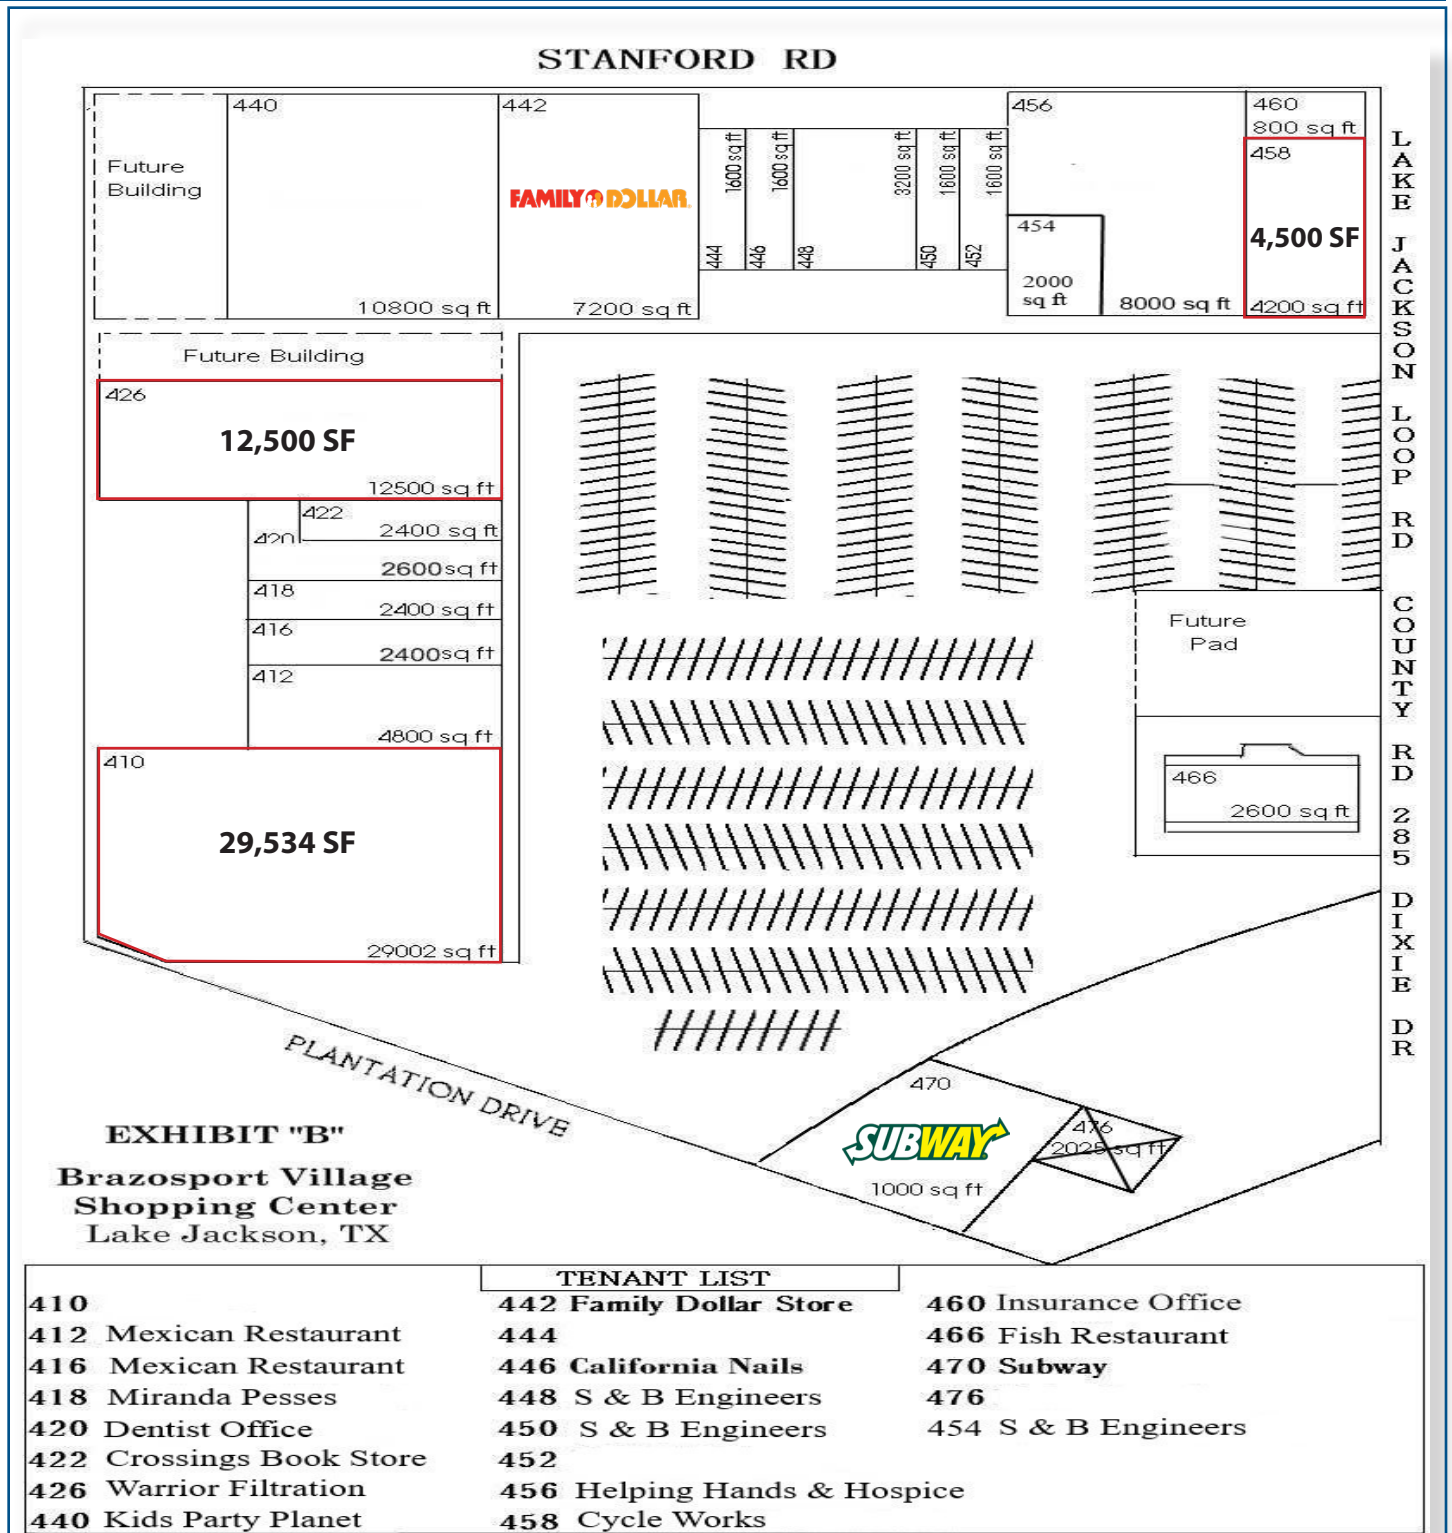 STANFORD RD
440
442
456
460
800 sq ft
458
Future
Building
FAMILY DOLLAR
1600 sq ft
1600 sq ft
3200 sq ft
1600 sq ft
1600 sq ft
444
446
448
450
452
454
2000
sq ft
4,500 SF
10800 sq ft
7200 sq ft
8000 sq ft
4200 sq ft
LAKE JACKSON LOOP RD COUNTY RD 285 DIXIE DR
Future Building
426
12,500 SF
12500 sq ft
422
2400 sq ft
420
2600sq ft
418
2400 sq ft
416
2400sq ft
412
4800 sq ft
410
29,534 SF
29002 sq ft
Future
Pad
466
2600 sq ft
PLANTATION DRIVE
470
SUBWAY
1000 sq ft
476
2025 sq ft
EXHIBIT "B"
Brazosport Village
Shopping Center
Lake Jackson, TX
TENANT LIST
410
412 Mexican Restaurant
416 Mexican Restaurant
418 Miranda Pesses
420 Dentist Office
422 Crossings Book Store
426 Warrior Filtration
440 Kids Party Planet
442 Family Dollar Store
444
446 California Nails
448 S & B Engineers
450 S & B Engineers
452
456 Helping Hands & Hospice
458 Cycle Works
460 Insurance Office
466 Fish Restaurant
470 Subway
476
454 S & B Engineers